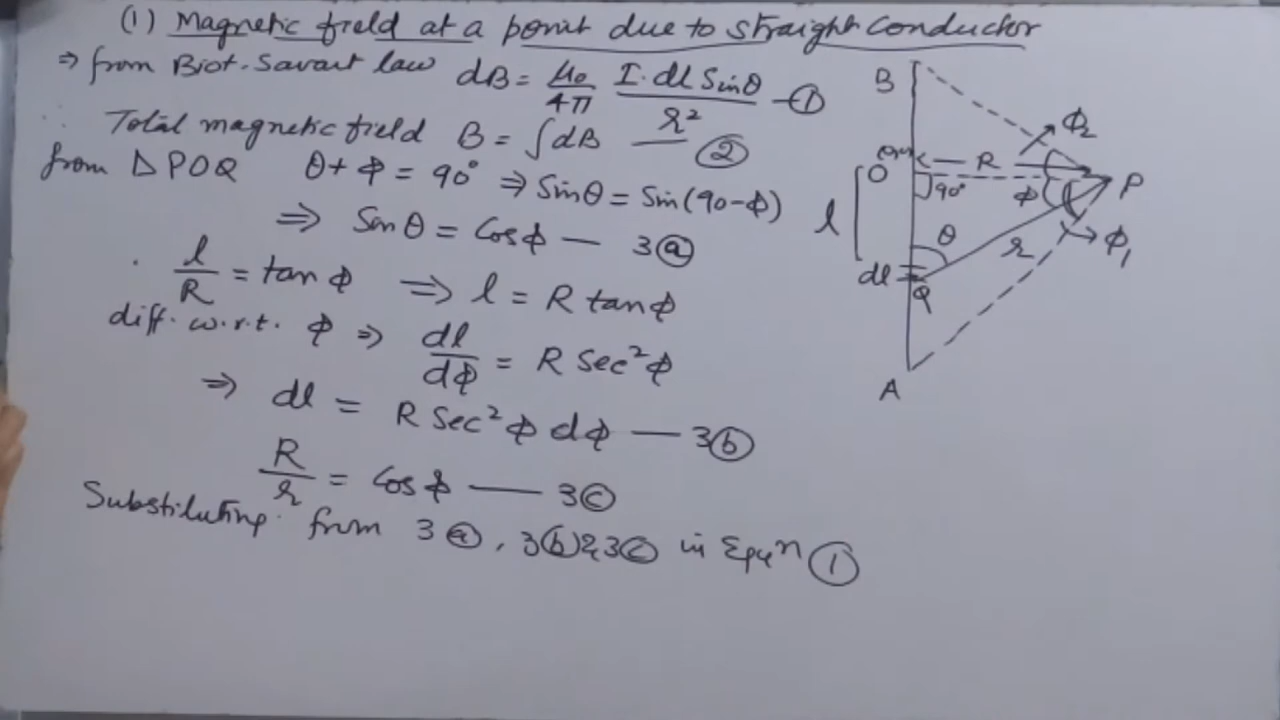 (1) Magnetic field at a point due to straight conductor
⇒ from Biot-Savart law dB = μ₀/4π I.dl Sinθ/r² — ①
Total magnetic field B = ∫dB — ②
from Δ POQ θ + ϕ = 90° ⇒ Sinθ = Sin(90-ϕ)
⇒ Sinθ = Cosϕ — 3ⓐ
l/R = tanϕ ⇒ l = R tanϕ
diff. w.r.t. ϕ ⇒ dl/dϕ = R Sec²ϕ
⇒ dl = R Sec²ϕ dϕ — 3ⓑ
R/r = Cosϕ — 3ⓒ
Substituting from 3ⓐ, 3ⓑ & 3ⓒ in Eqn ①
B
ϕ₂
R
O
90°
ϕ
P
l
θ
r
ϕ₁
dl
Q
A